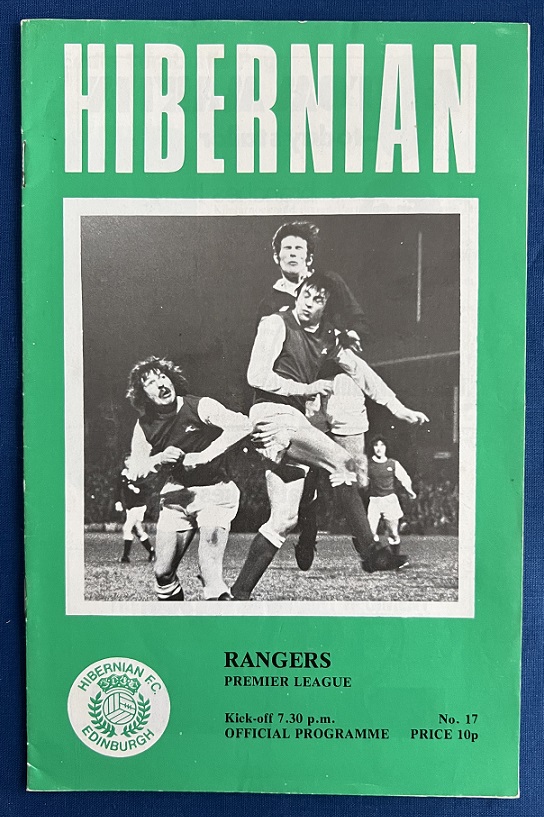 HIBERNIAN
RANGERS
PREMIER LEAGUE
Kick-off 7.30 p.m. No. 17
OFFICIAL PROGRAMME PRICE 10p
HIBERNIAN F.C.
EDINBURGH